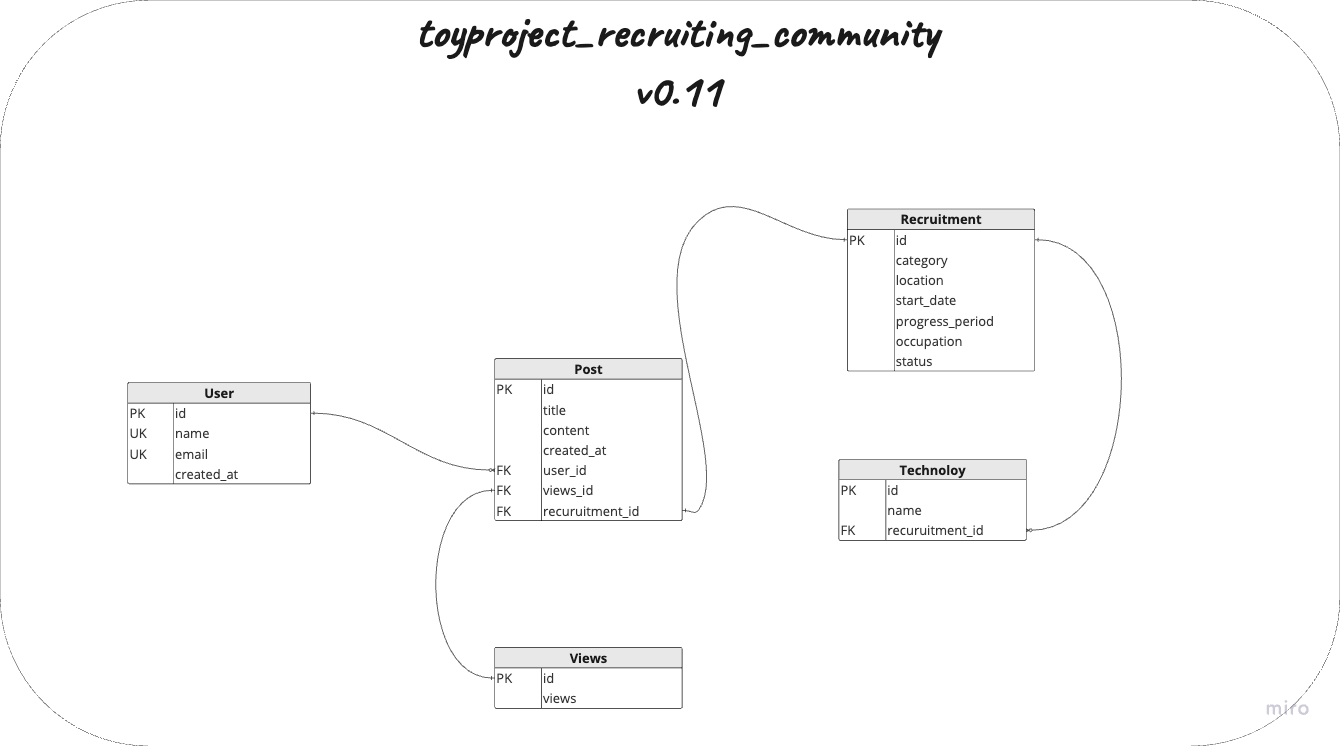 toyproject_recruiting_community
v0.11
Recruitment
PK id
category
location
start_date
progress_period
occupation
status
Post
PK id
title
content
created_at
FK user_id
FK views_id
FK recuruitment_id
User
PK id
UK name
UK email
created_at
Technoloy
PK id
name
FK recuruitment_id
Views
PK id
views
miro